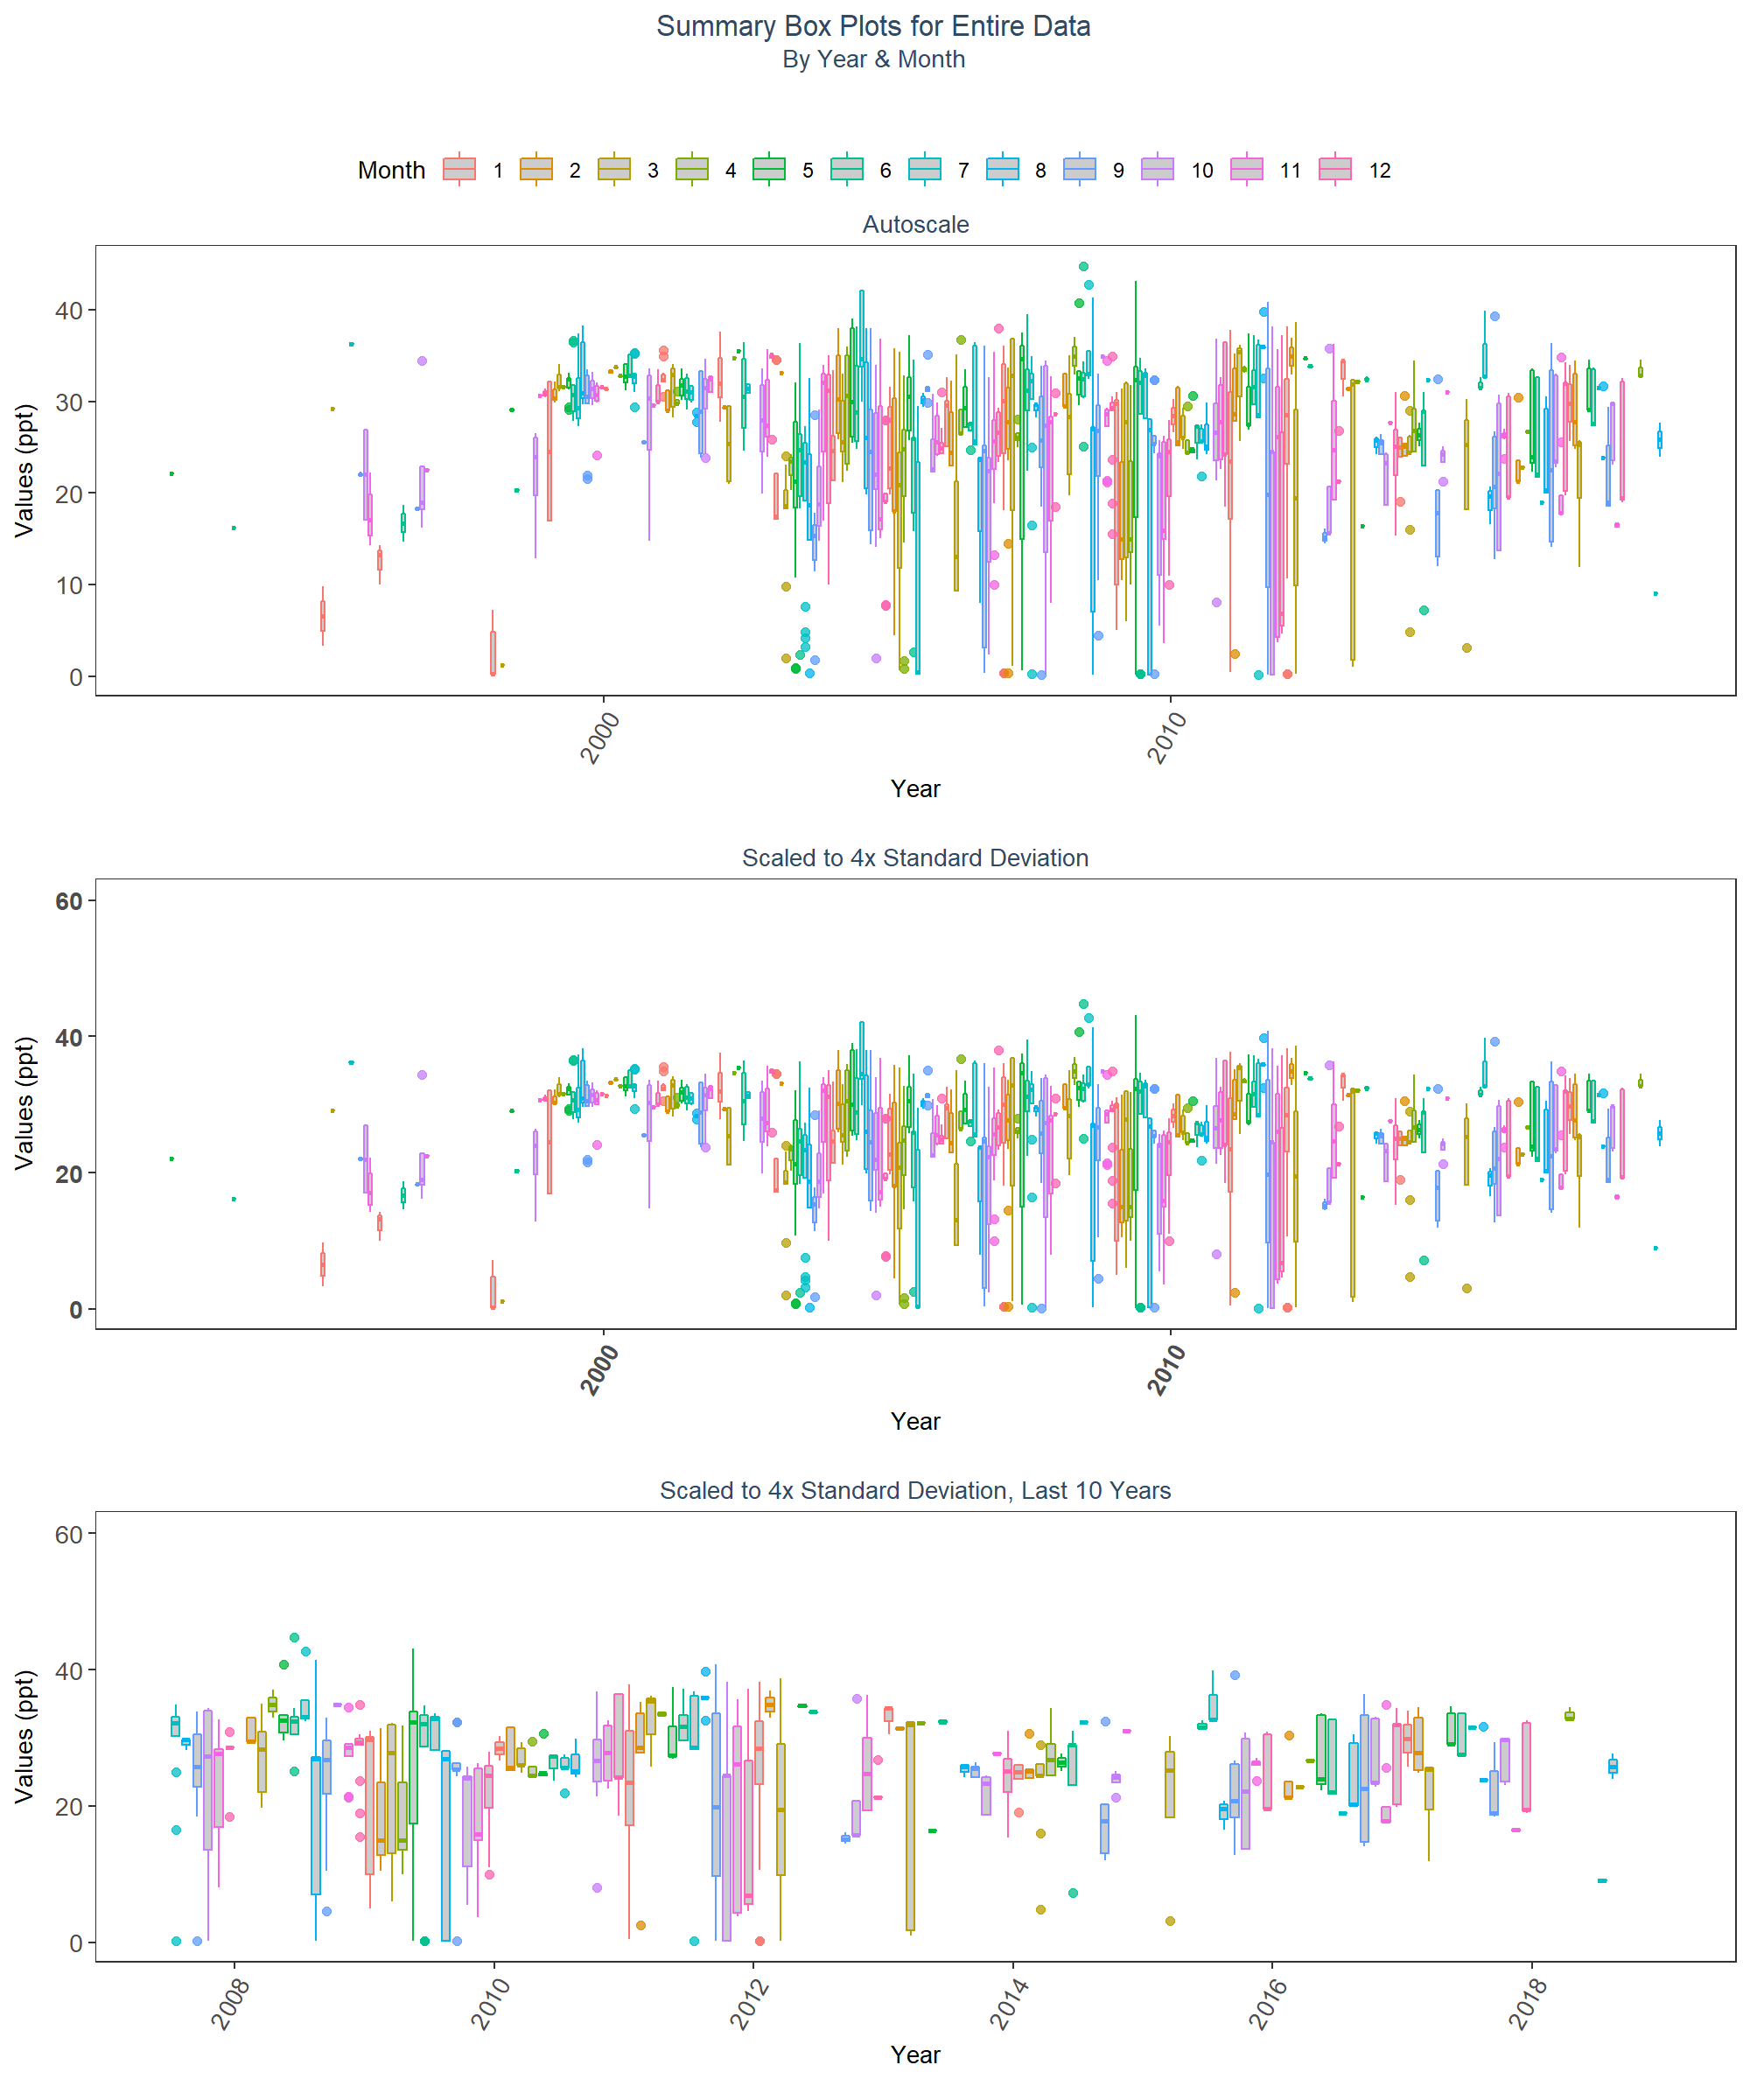 Summary Box Plots for Entire Data
By Year & Month
Month 1 2 3 4 5 6 7 8 9 10 11 12
Autoscale
Values (ppt)
40
30
20
10
0
2000 2010
Year
Scaled to 4x Standard Deviation
Values (ppt)
60
40
20
0
2000 2010
Year
Scaled to 4x Standard Deviation, Last 10 Years
Values (ppt)
60
40
20
0
2008 2010 2012 2014 2016 2018
Year